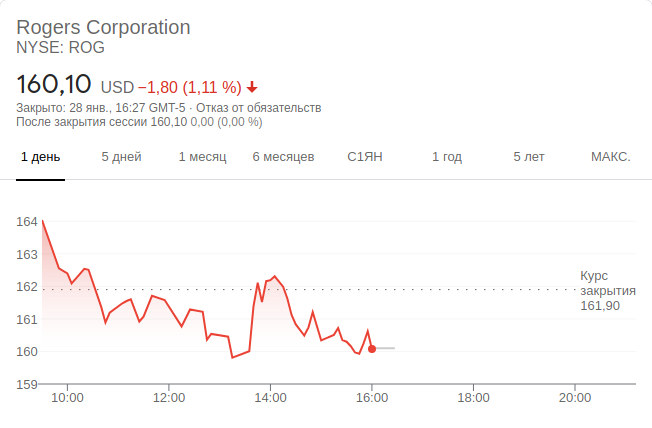 Rogers Corporation
NYSE: ROG
160,10 USD −1,80 (1,11 %)
Закрыто: 28 янв., 16:27 GMT-5 · Отказ от обязательств
После закрытия сессии 160,10 0,00 (0,00 %)
1 день 5 дней 1 месяц 6 месяцев С1ЯН 1 год 5 лет МАКС.
164
163
162
161
160
159
Курс
закрытия
161,90
10:00 12:00 14:00 16:00 18:00 20:00